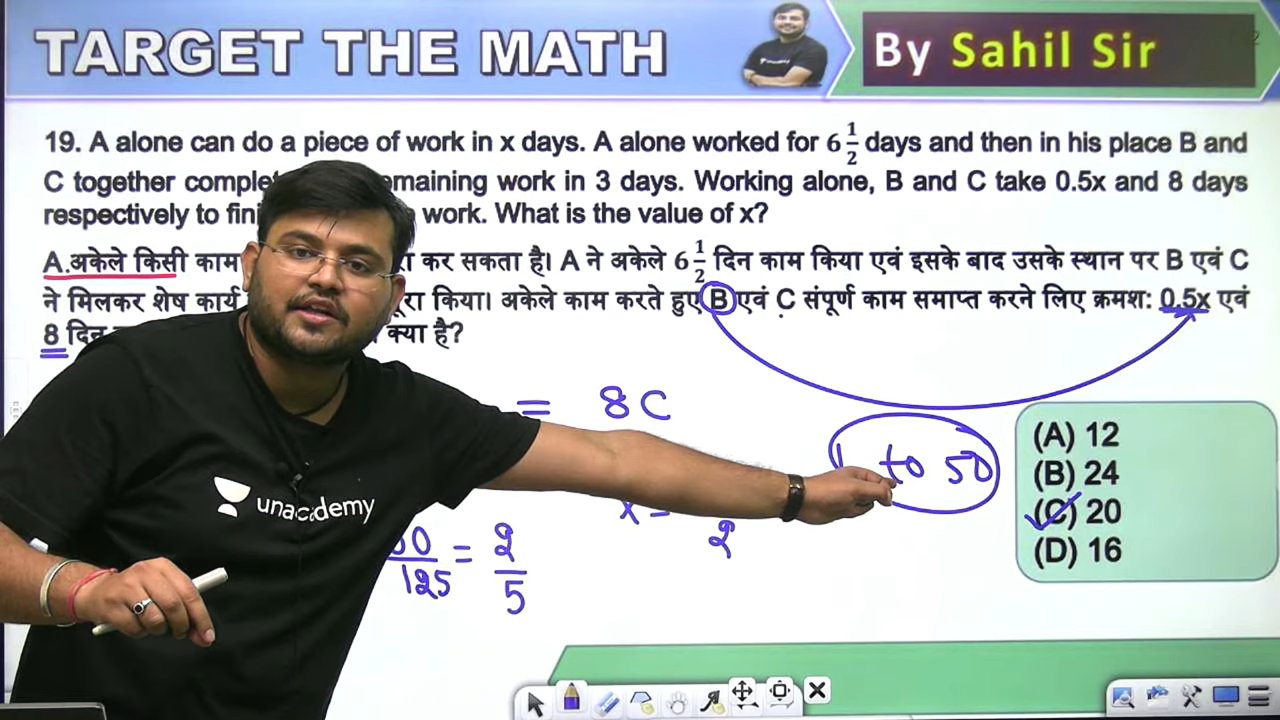 TARGET THE MATH
By Sahil Sir
unacademy
19. A alone can do a piece of work in x days. A alone worked for 6 1/2 days and then in his place B and
C together complet emaining work in 3 days. Working alone, B and C take 0.5x and 8 days
respectively to fini work. What is the value of x?
A.अकेले किसी काम कर सकता है। A ने अकेले 6 1/2 दिन काम किया एवं इसके बाद उसके स्थान पर B एवं C
ने मिलकर शेष कार्य पूरा किया। अकेले काम करते हुए B एवं C संपूर्ण काम समाप्त करने लिए क्रमश: 0.5x एवं
8 दिन क्या है?
= 8C
to 50
x =
2
125 = 2/5
(A) 12
(B) 24
(C) 20
(D) 16
unacademy